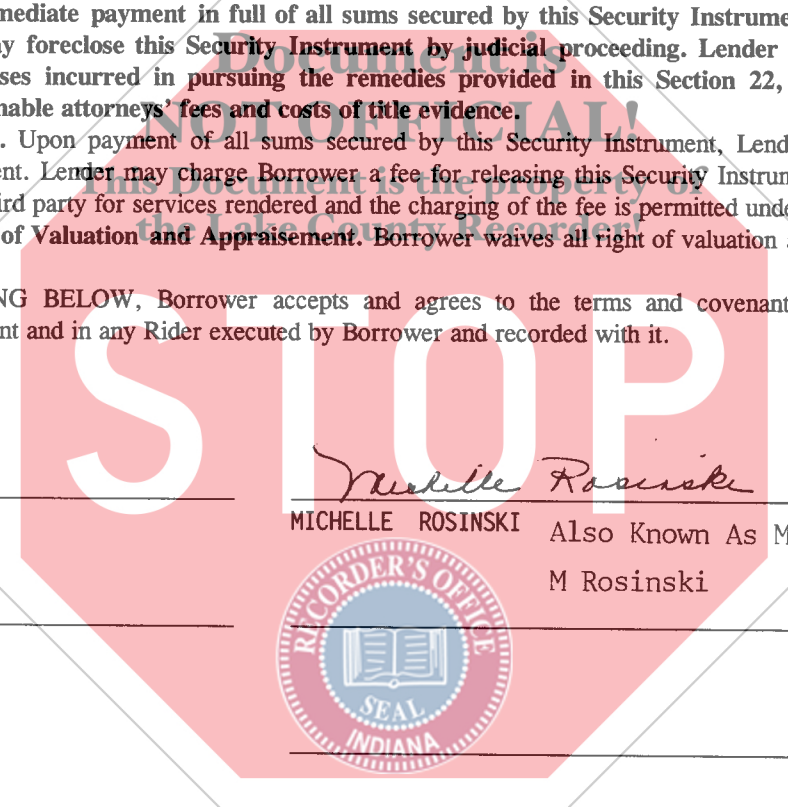 mediate payment in full of all sums secured by this Security Instrume
y foreclose this Security Instrument by judicial proceeding. Lender
Document is
ses incurred in pursuing the remedies provided in this Section 22,
nable attorneys' fees and costs of title evidence.
NOT OFFICIAL!
. Upon payment of all sums secured by this Security Instrument, Lend
ent. Lender may charge Borrower a fee for releasing this Security Instrum
This Document is the property of
ird party for services rendered and the charging of the fee is permitted unde
the Lake County Recorder!
of Valuation and Appraisement. Borrower waives all right of valuation
NG BELOW, Borrower accepts and agrees to the terms and covenant
nt and in any Rider executed by Borrower and recorded with it.
STOP
Michelle Rosinski
MICHELLE ROSINSKI Also Known As M
M Rosinski
RECORDER'S OFFICE
SEAL
INDIANA